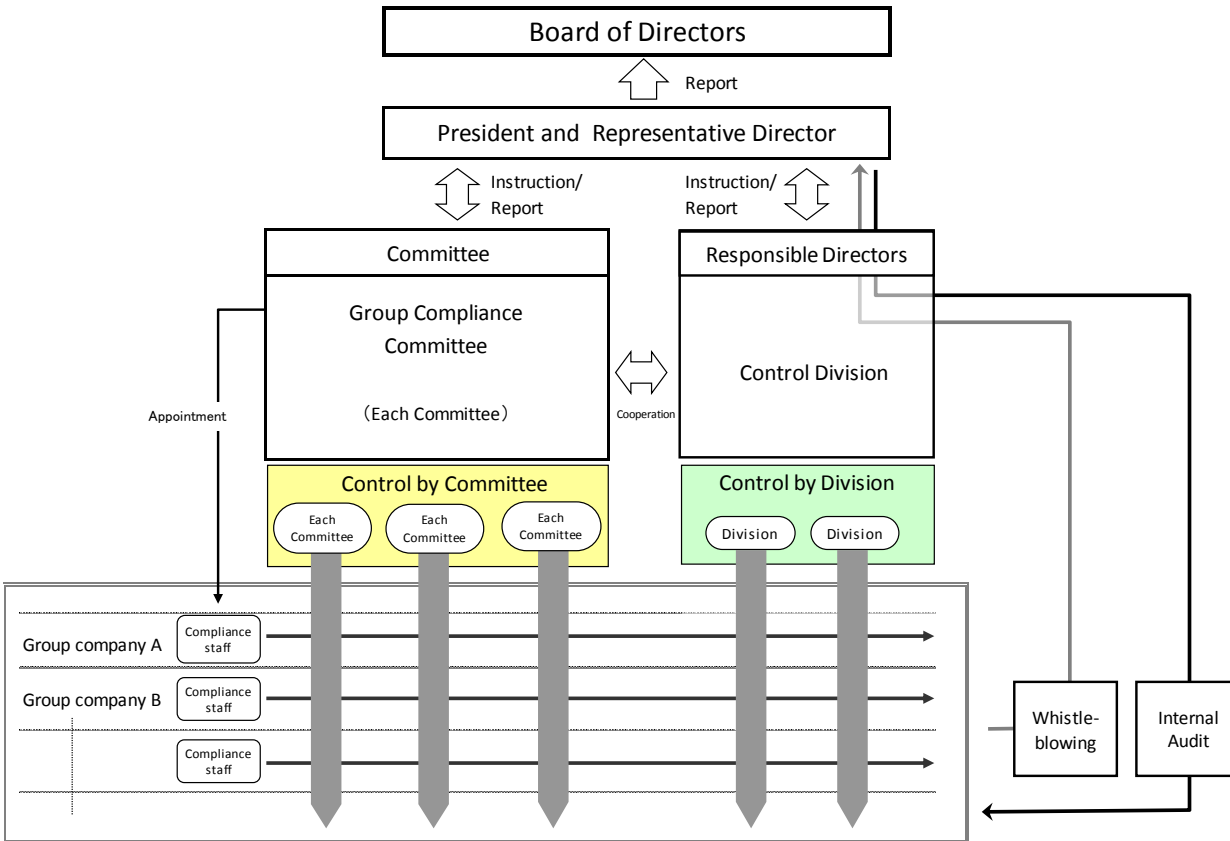 Board of Directors
Report
President and Representative Director
Instruction/
Report
Instruction/
Report
Committee
Responsible Directors
Group Compliance
Committee
(Each Committee)
Control Division
Appointment
Cooperation
Control by Committee
Control by Division
Each
Committee
Each
Committee
Each
Committee
Division
Division
Group company A
Compliance
staff
Group company B
Compliance
staff
Compliance
staff
Whistle-
blowing
Internal
Audit